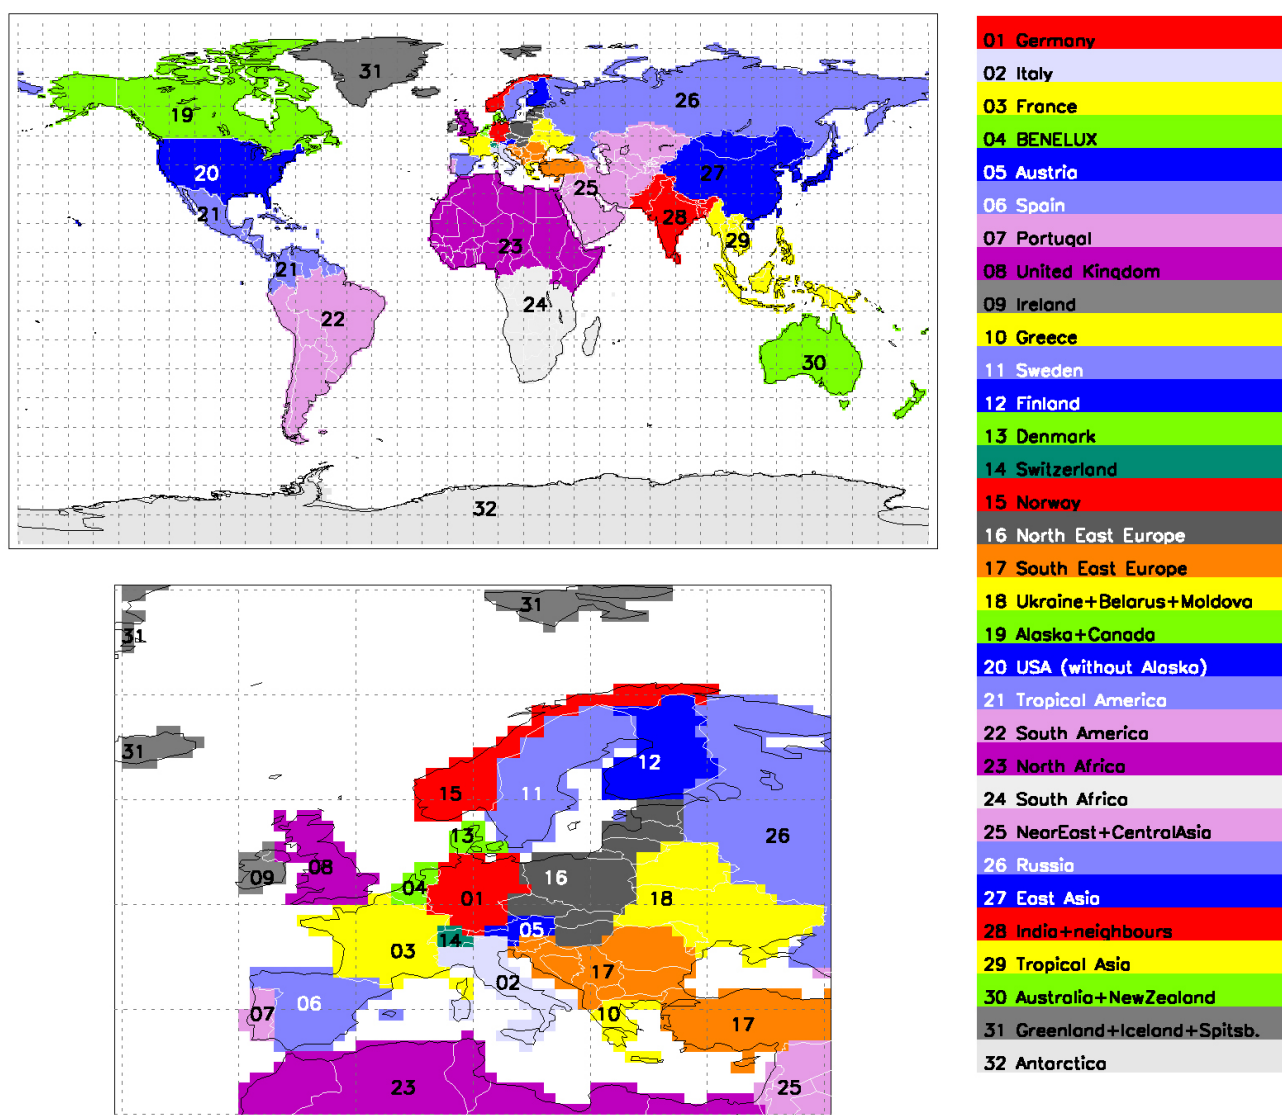 31
19
20
21
21
22
23
24
25
26
27
28
29
30
32
01 Germany
02 Italy
03 France
04 BENELUX
05 Austria
06 Spain
07 Portugal
08 United Kingdom
09 Ireland
10 Greece
11 Sweden
12 Finland
13 Denmark
14 Switzerland
15 Norway
16 North East Europe
17 South East Europe
18 Ukraine+Belarus+Moldova
19 Alaska+Canada
20 USA (without Alaska)
21 Tropical America
22 South America
23 North Africa
24 South Africa
25 NearEast+CentralAsia
26 Russia
27 East Asia
28 India+neighbours
29 Tropical Asia
30 Australia+NewZealand
31 Greenland+Iceland+Spitsb.
32 Antarctica
31
31
31
12
15
11
13
26
08
09
16
04
01
18
05
14
03
17
02
06
07
10
17
23
25